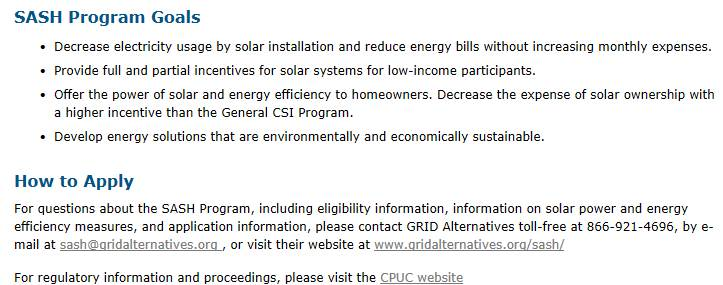 SASH Program Goals
• Decrease electricity usage by solar installation and reduce energy bills without increasing monthly expenses.
• Provide full and partial incentives for solar systems for low-income participants.
• Offer the power of solar and energy efficiency to homeowners. Decrease the expense of solar ownership with
a higher incentive than the General CSI Program.
• Develop energy solutions that are environmentally and economically sustainable.
How to Apply
For questions about the SASH Program, including eligibility information, information on solar power and energy
efficiency measures, and application information, please contact GRID Alternatives toll-free at 866-921-4696, by e-
mail at sash@gridalternatives.org , or visit their website at www.gridalternatives.org/sash/
For regulatory information and proceedings, please visit the CPUC website